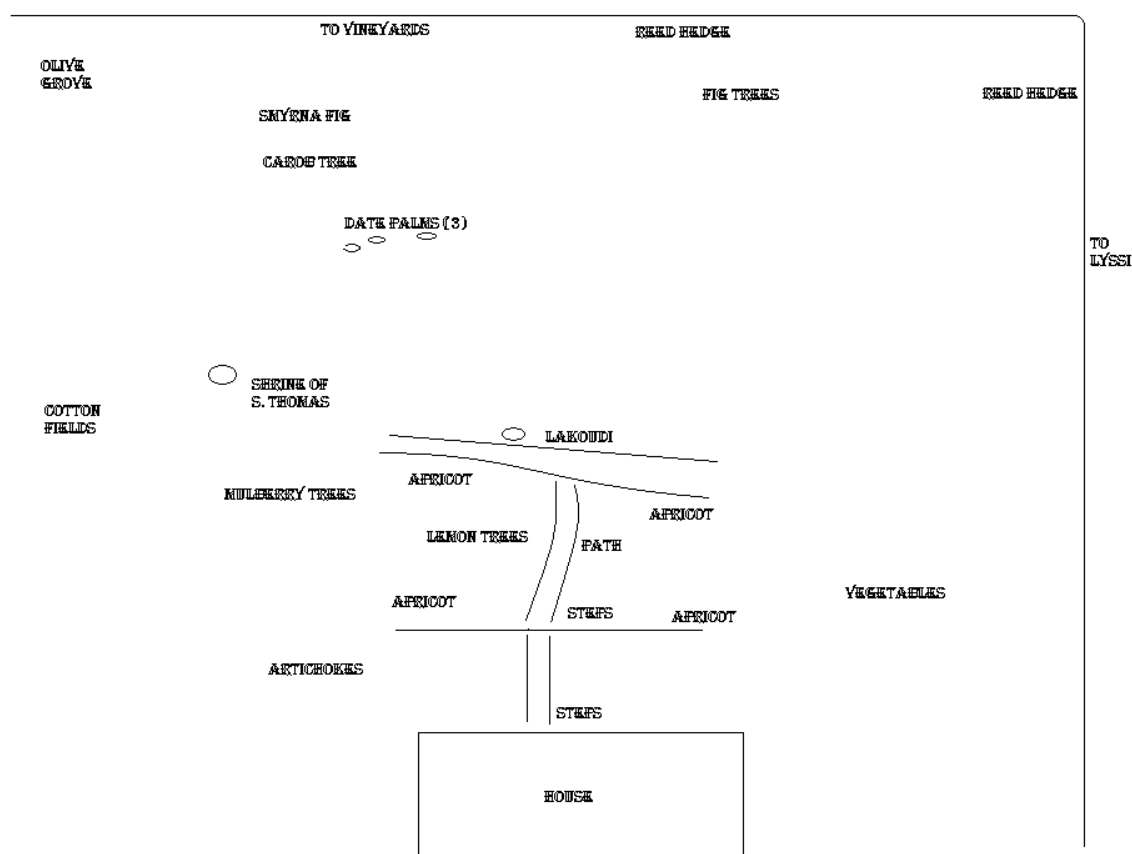 TO VINEYARDS
REED HEDGE
OLIVE
GROVE
FIG TREES
REED HEDGE
SMYRNA FIG
CAROB TREE
DATE PALMS (3)
TO
LYSSI
SHRINE OF
S. THOMAS
COTTON
FIELDS
LAKOUDI
APRICOT
MULBERRY TREES
APRICOT
LEMON TREES
PATH
VEGETABLES
APRICOT
STEPS
APRICOT
ARTICHOKES
STEPS
HOUSE